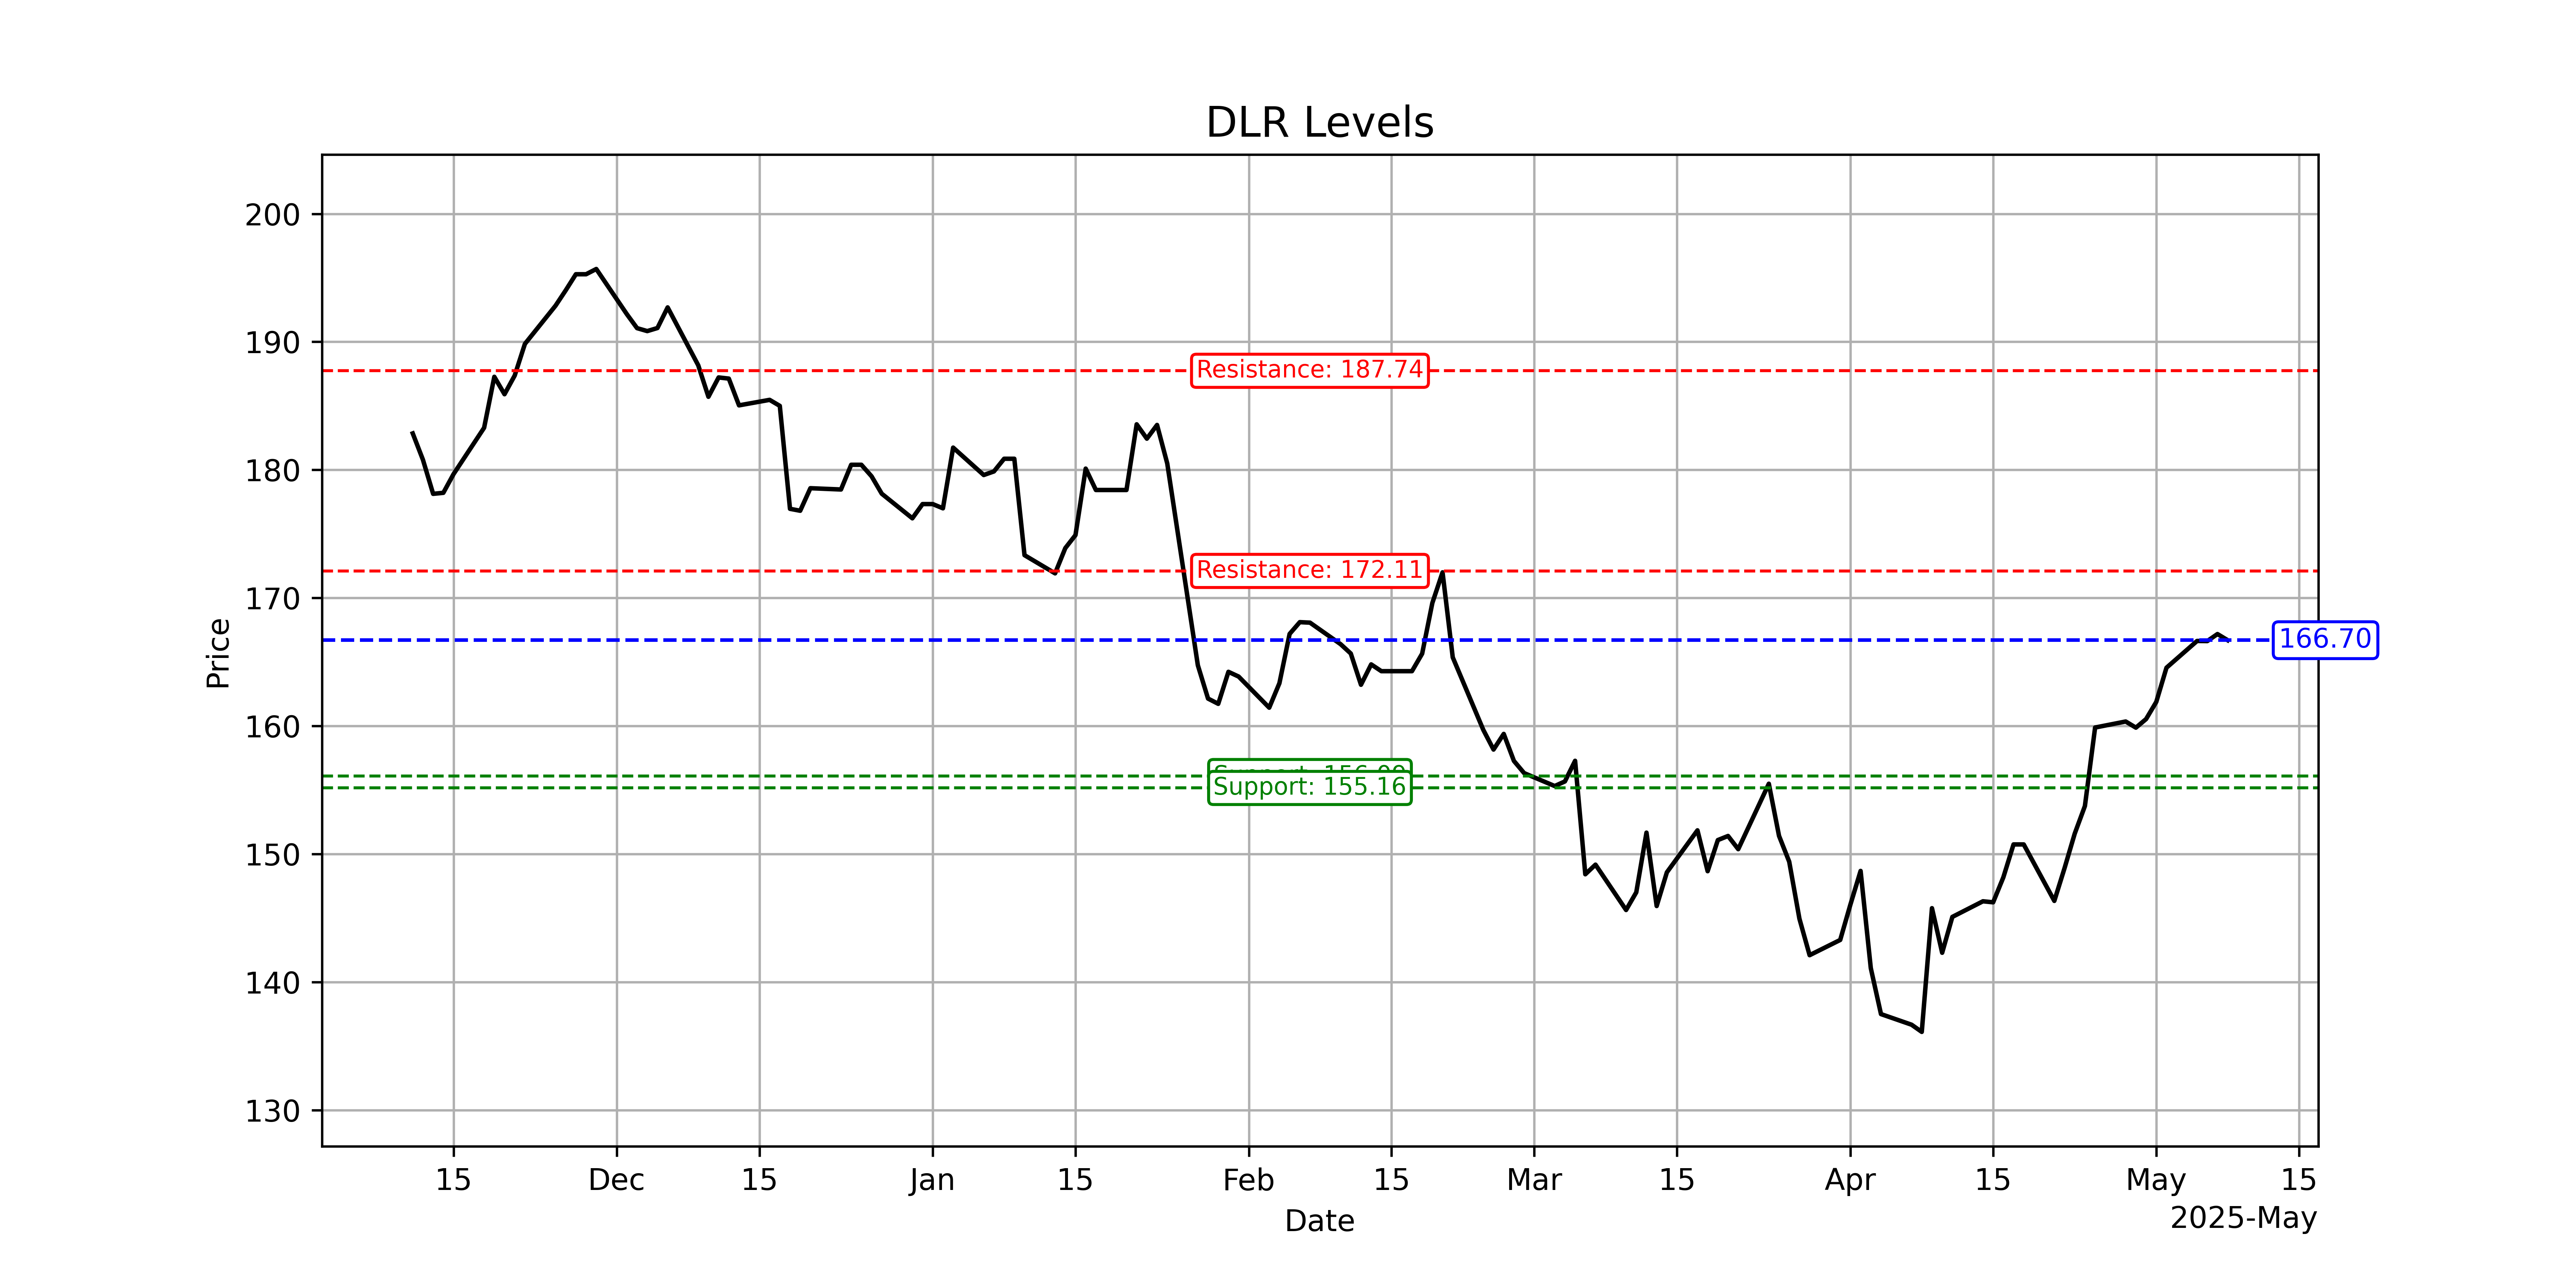 DLR Levels
200
190
180
170
160
150
140
130
Price
Resistance: 187.74
Resistance: 172.11
166.70
Support:
Support: 155.16
15
Dec
15
Jan
15
Feb
15
Mar
15
Apr
15
May
15
Date
2025-May